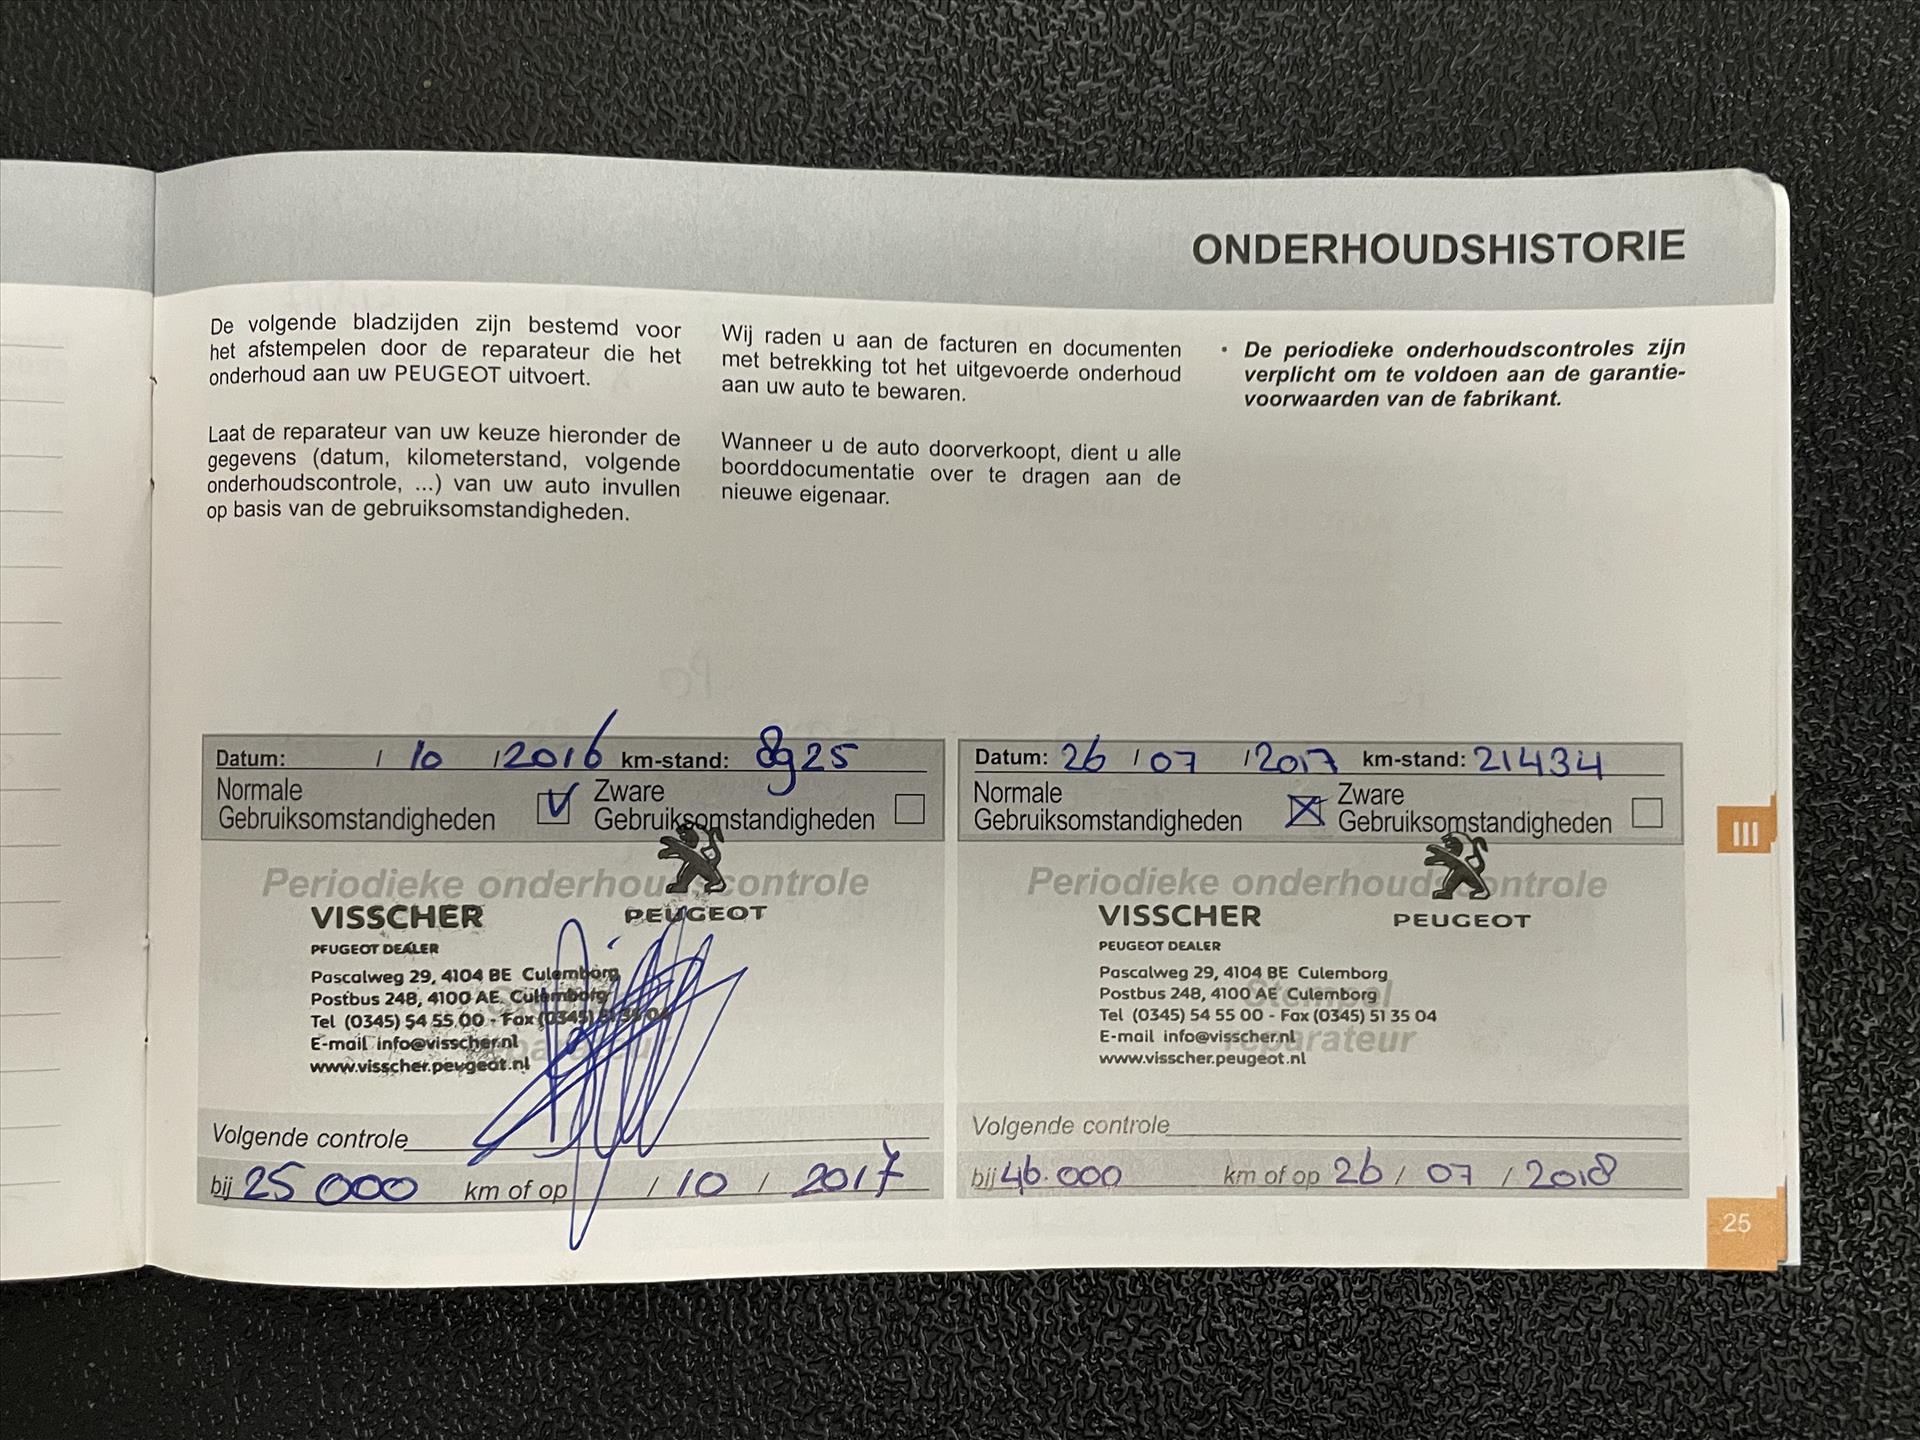 ONDERHOUDSHISTORIE
De volgende bladzijden zijn bestemd voor
het afstempelen door de reparateur die het
onderhoud aan uw PEUGEOT uitvoert.
Laat de reparateur van uw keuze hieronder de
gegevens (datum, kilometerstand, volgende
onderhoudscontrole, ...) van uw auto invullen
op basis van de gebruiksomstandigheden.
Wij raden u aan de facturen en documenten
met betrekking tot het uitgevoerde onderhoud
aan uw auto te bewaren.
Wanneer u de auto doorverkoopt, dient u alle
boorddocumentatie over te dragen aan de
nieuwe eigenaar.
• De periodieke onderhoudscontroles zijn
verplicht om te voldoen aan de garantie-
voorwaarden van de fabrikant.
Datum: / 10 / 2016 km-stand: 8925
Normale
Gebruiksomstandigheden
Zware
Gebruiksomstandigheden
Periodieke onderhoudscontrole
VISSCHER
PEUGEOT
PEUGEOT DEALER
Pascalweg 29, 4104 BE Culemborg
Postbus 248, 4100 AE Culemborg
Tel (0345) 54 55 00 - Fax (0345) 51 35 04
E-mail info@visscher.nl
www.visscher.peugeot.nl
Volgende controle
bij 25 000 km of op / 10 / 2017
Datum: 26 / 07 / 2017 km-stand: 21434
Normale
Gebruiksomstandigheden
Zware
Gebruiksomstandigheden
Periodieke onderhoudscontrole
VISSCHER
PEUGEOT
PEUGEOT DEALER
Pascalweg 29, 4104 BE Culemborg
Postbus 248, 4100 AE Culemborg
Stempel
Tel (0345) 54 55 00 - Fax (0345) 51 35 04
E-mail info@visscher.nl
reparateur
www.visscher.peugeot.nl
Volgende controle
bij 46.000 km of op 26 / 07 / 2018
III
25